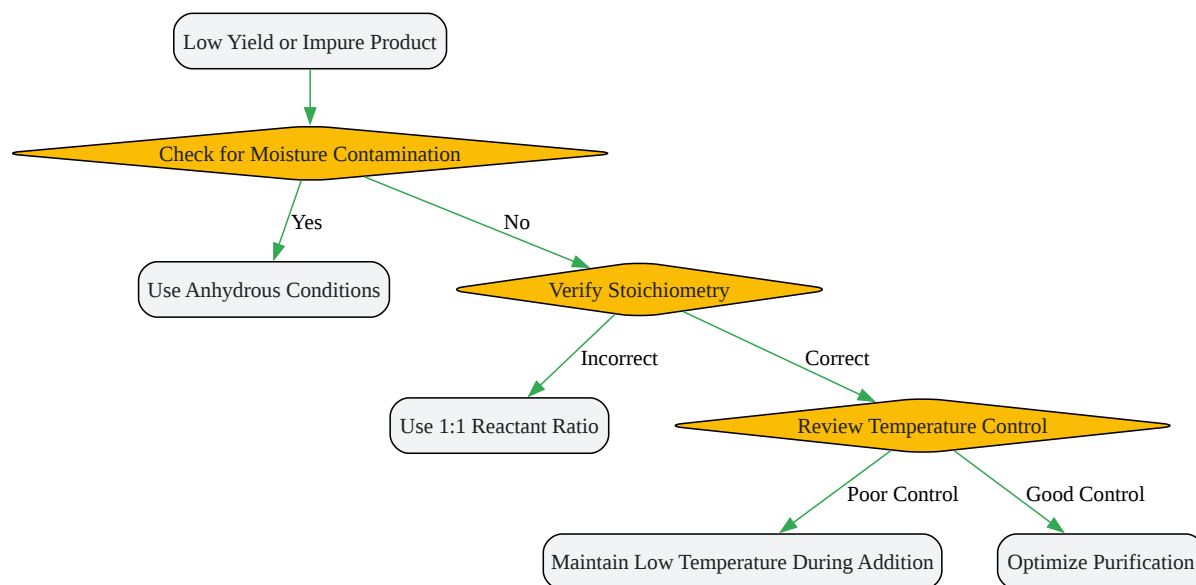 Low Yield or Impure Product
Check for Moisture Contamination
Yes
No
Use Anhydrous Conditions
Verify Stoichiometry
Incorrect
Correct
Use 1:1 Reactant Ratio
Review Temperature Control
Poor Control
Good Control
Maintain Low Temperature During Addition
Optimize Purification